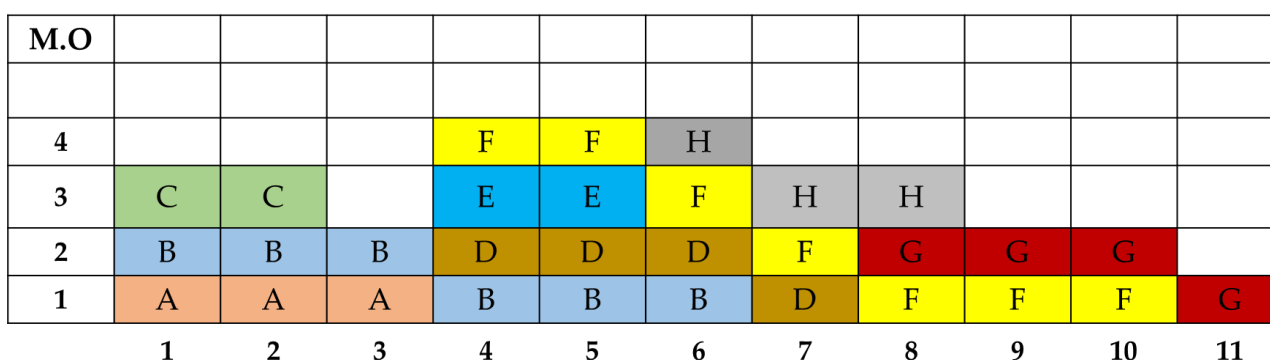 M.O
4 F F H
3 C C E E F H H
2 B B B D D D F G G G
1 A A A B B B D F F F G
1 2 3 4 5 6 7 8 9 10 11